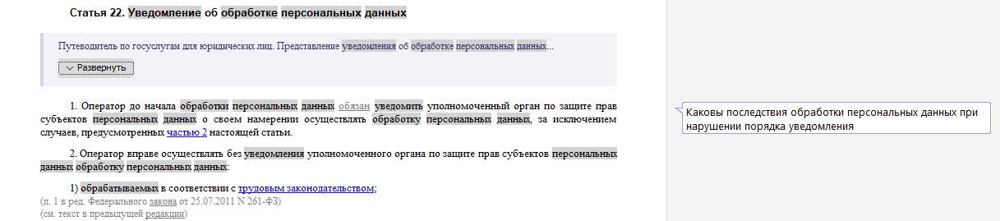 Статья 22. Уведомление об обработке персональных данных
Путеводитель по госуслугам для юридических лиц. Представление уведомления об обработке персональных данных...
Развернуть
1. Оператор до начала обработки персональных данных обязан уведомить уполномоченный орган по защите прав
субъектов персональных данных о своем намерении осуществлять обработку персональных данных, за исключением
случаев, предусмотренных частью 2 настоящей статьи.
Каковы последствия обработки персональных данных при
нарушении порядка уведомления
2. Оператор вправе осуществлять без уведомления уполномоченного органа по защите прав субъектов персональных
данных обработку персональных данных:
1) обрабатываемых в соответствии с трудовым законодательством;
(п. 1 в ред. Федерального закона от 25.07.2011 N 261-ФЗ)
(см. текст в предыдущей редакции)